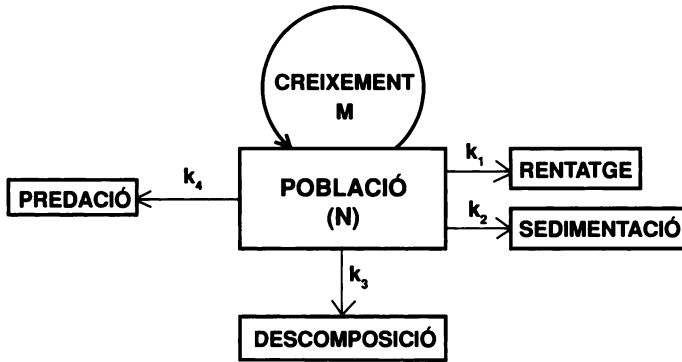 CREIXEMENT
M
k₁
RENTATGE
k₄
POBLACIÓ
(N)
PREDACIÓ
k₂
SEDIMENTACIÓ
k₃
DESCOMPOSICIÓ